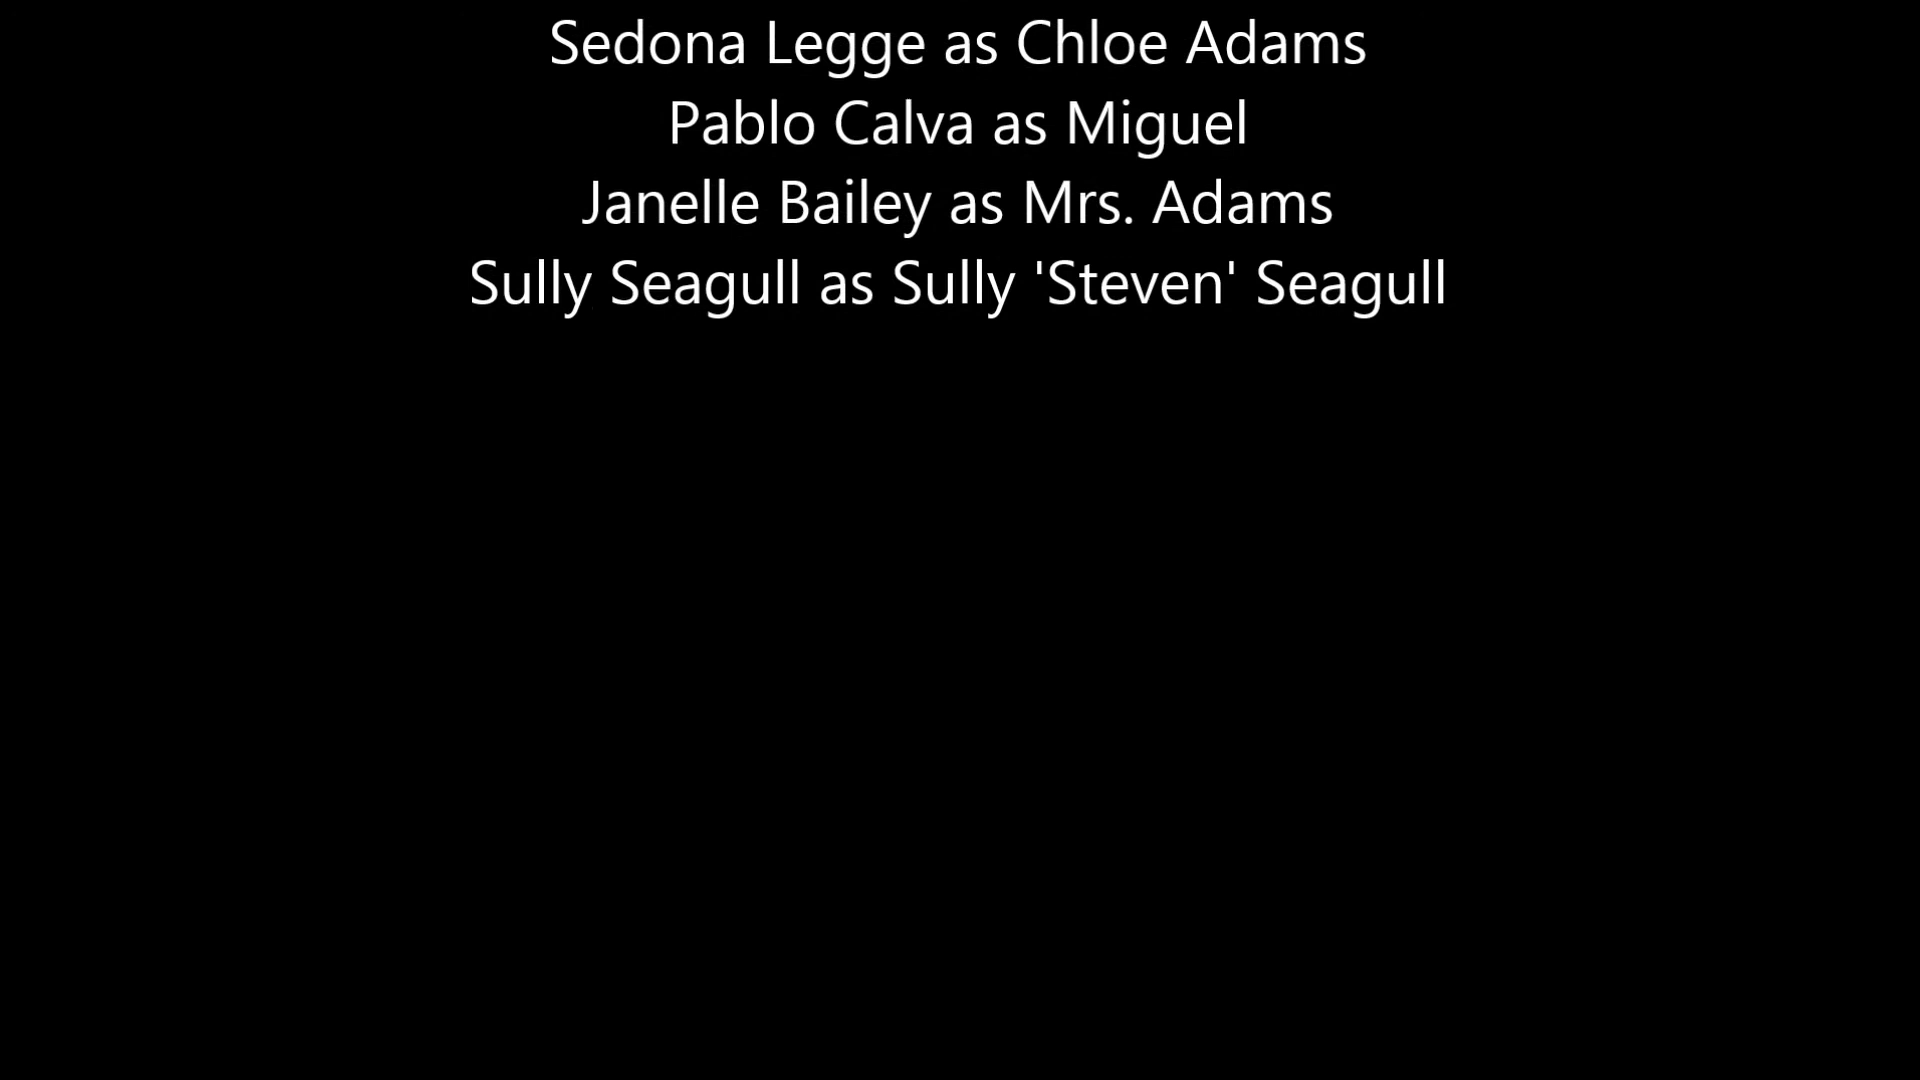 Sedona Legge as Chloe Adams
Pablo Calva as Miguel
Janelle Bailey as Mrs. Adams
Sully Seagull as Sully 'Steven' Seagull